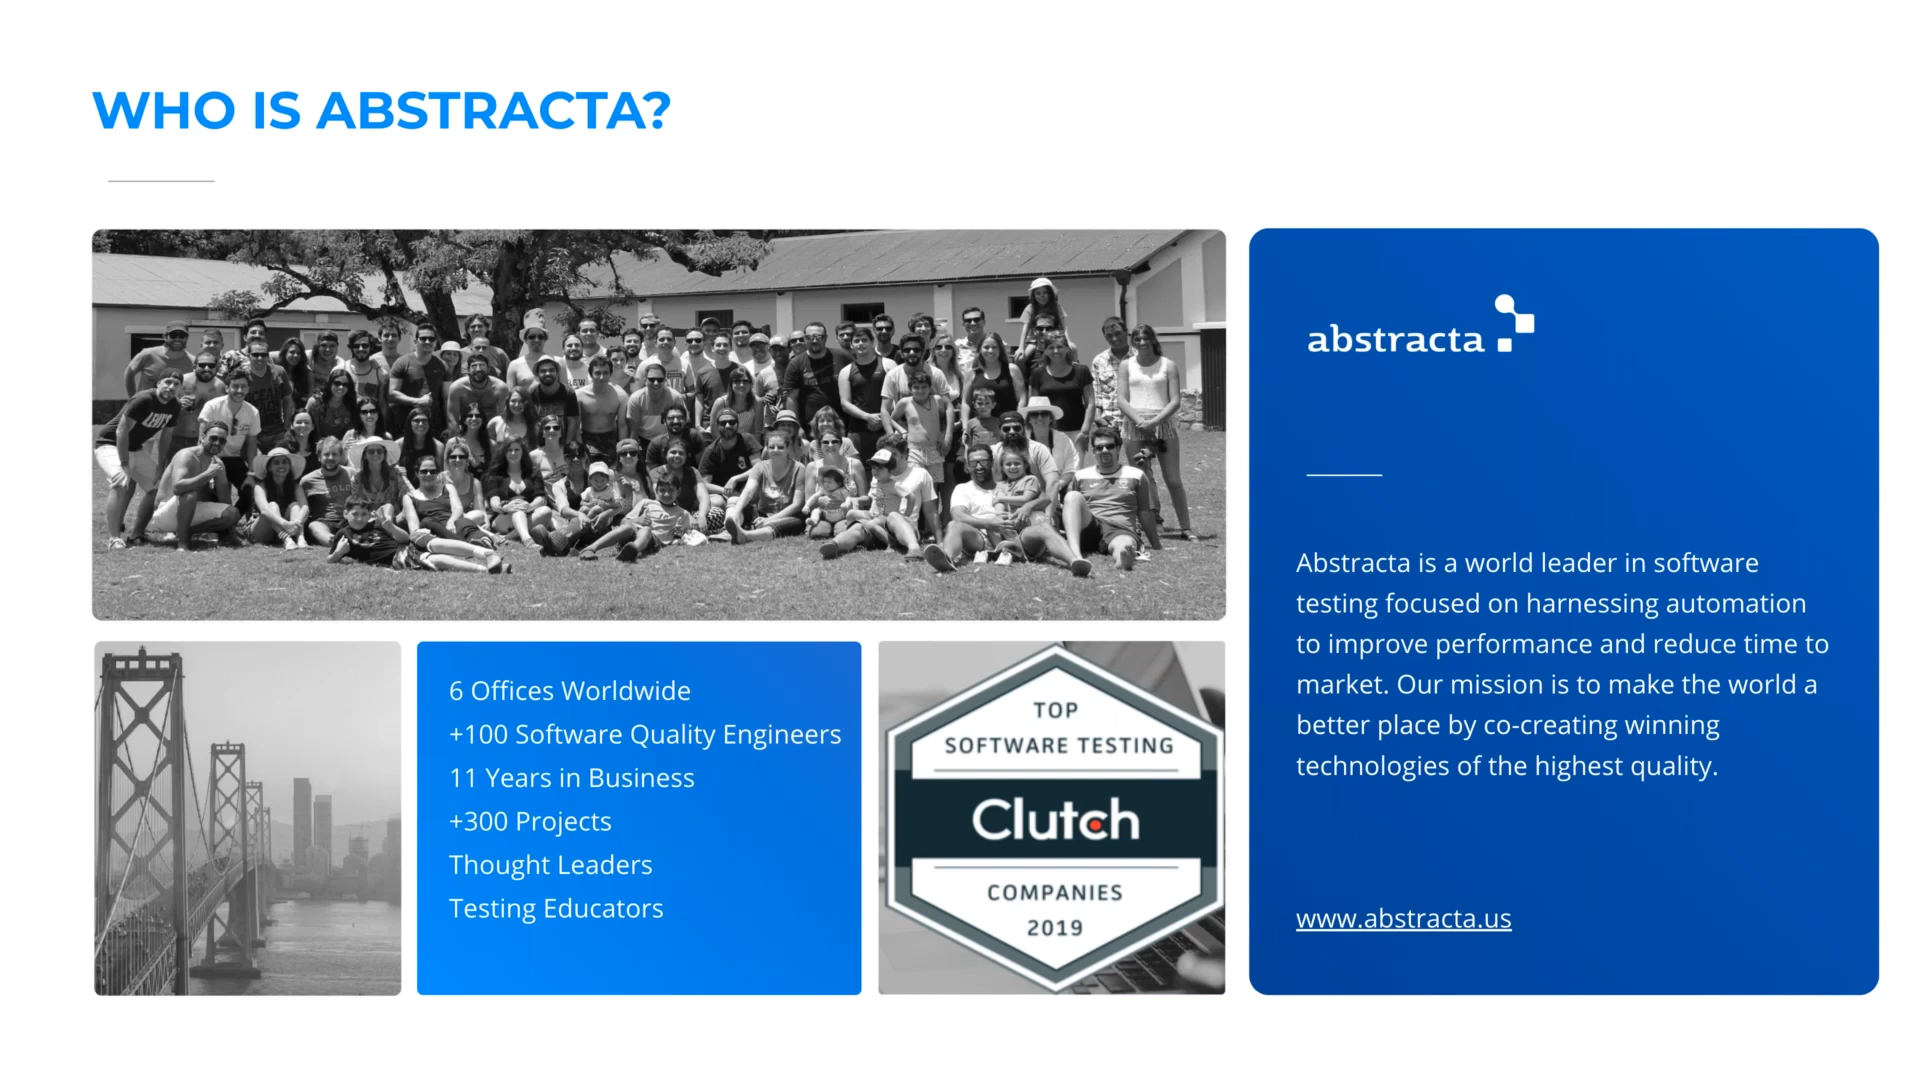 WHO IS ABSTRACTA?
6 Offices Worldwide
+100 Software Quality Engineers
11 Years in Business
+300 Projects
Thought Leaders
Testing Educators
TOP
SOFTWARE TESTING
Clutch
COMPANIES
2019
abstracta
Abstracta is a world leader in software
testing focused on harnessing automation
to improve performance and reduce time to
market. Our mission is to make the world a
better place by co-creating winning
technologies of the highest quality.
www.abstracta.us